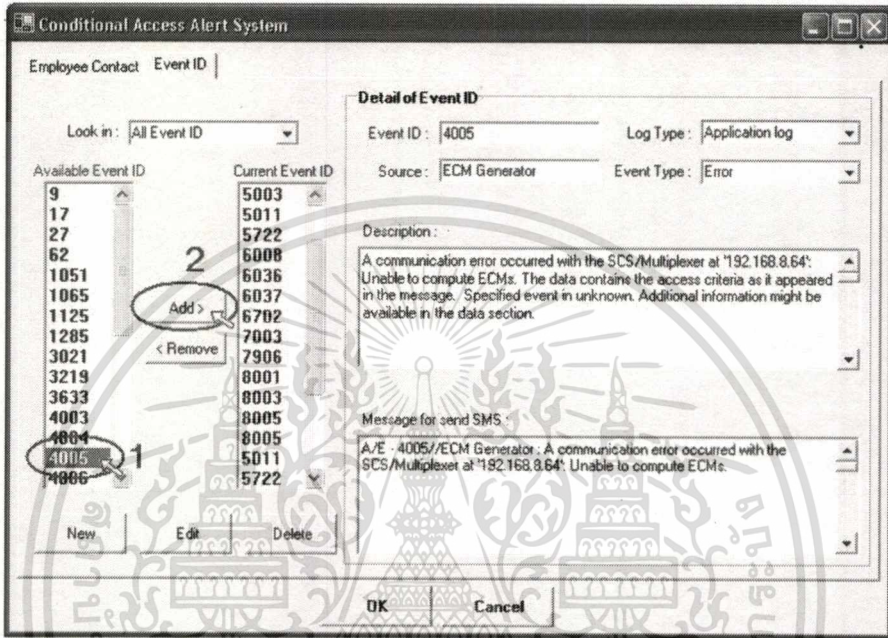 Conditional Access Alert System
Employee Contact Event ID
Look in : All Event ID
Available Event ID
9
17
27
62
1051
1065
1125
1285
3021
3219
3633
4003
4004
4005
4006
1
2
Add >
< Remove
Current Event ID
5003
5011
5722
6008
6036
6037
6702
7003
7906
8001
8003
8005
8005
5011
5722
New Edit Delete
Detail of Event ID
Event ID : 4005 Log Type : Application log
Source : ECM Generator Event Type : Error
Description :
A communication error occurred with the SCS/Multiplexer at '192.168.8.64':
Unable to compute ECMs. The data contains the access criteria as it appeared
in the message. Specified event in unknown. Additional information might be
available in the data section.
Message for send SMS :
A/E - 4005//ECM Generator : A communication error occurred with the
SCS/Multiplexer at '192.168.8.64': Unable to compute ECMs.
OK Cancel